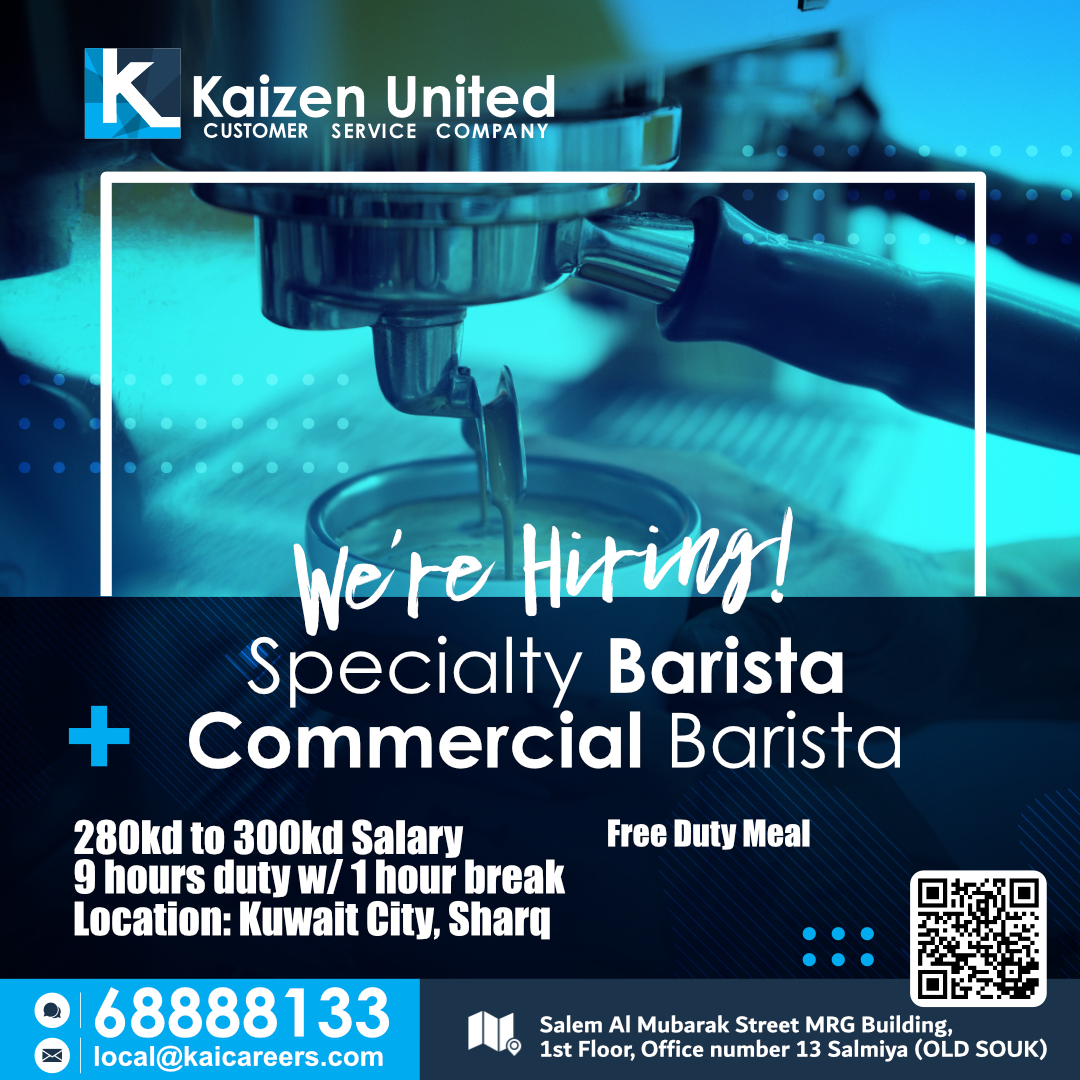 K Kaizen United
CUSTOMER SERVICE COMPANY
We're Hiring!
Specialty Barista
+ Commercial Barista
280kd to 300kd Salary
9 hours duty w/ 1 hour break
Location: Kuwait City, Sharq
Free Duty Meal
68888133
local@kaicareers.com
Salem Al Mubarak Street MRG Building,
1st Floor, Office number 13 Salmiya (OLD SOUK)